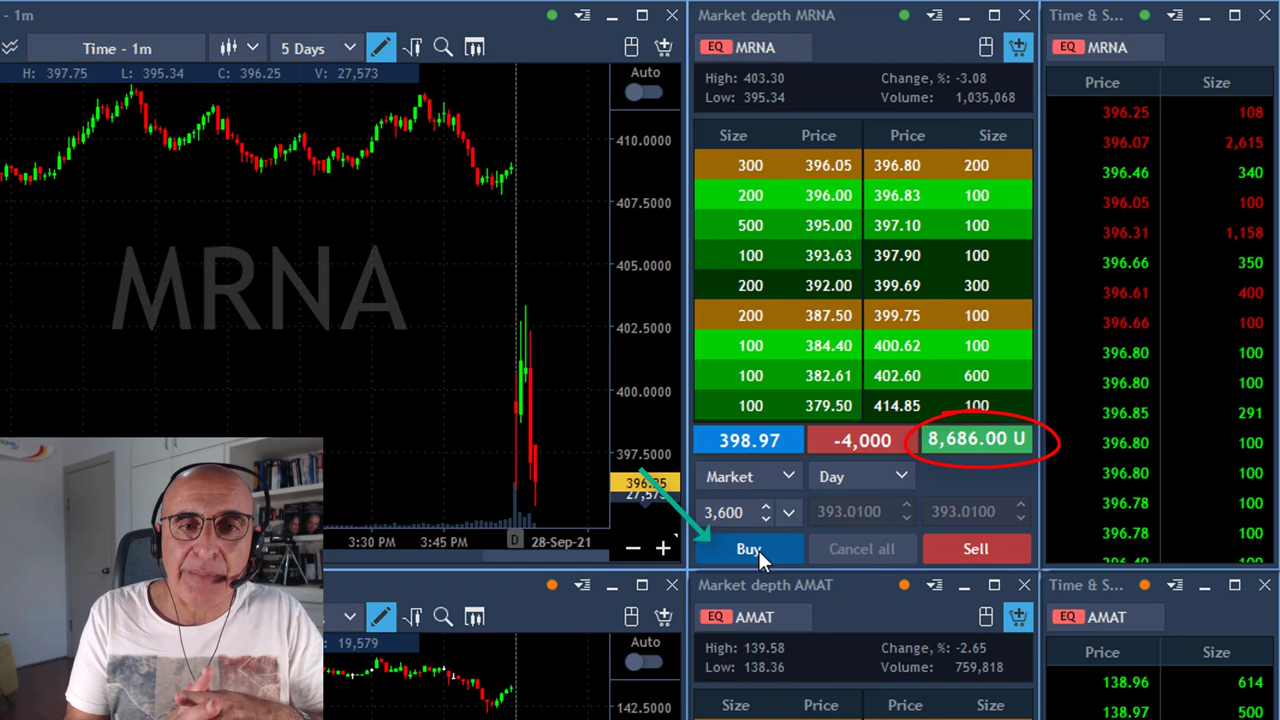 - 1m
Time - 1m
5 Days
H: 397.75 L: 395.34 C: 396.25 V: 27,573
Auto
410.0000
407.5000
405.0000
402.5000
400.0000
397.5000
396.25
27,573
MRNA
3:30 PM 3:45 PM D 28-Sep-21
Market depth MRNA
EQ MRNA
High: 403.30 Change, %: -3.08
Low: 395.34 Volume: 1,035,068
Size Price Price Size
300 396.05 396.80 200
200 396.00 396.83 100
500 395.00 397.10 100
100 393.63 397.90 100
200 392.00 399.69 300
200 387.50 399.75 100
100 384.40 400.62 100
100 382.61 402.60 600
100 379.50 414.85 100
398.97 -4,000 8,686.00 U
Market Day
3,600 393.0100 393.0100
Buy Cancel all Sell
Time & S...
EQ MRNA
Price Size
396.25 108
396.07 2,615
396.46 340
396.05 100
396.31 1,158
396.66 350
396.61 400
396.66 100
396.80 100
396.80 100
396.85 291
396.80 100
396.80 100
396.78 100
396.78 100
: 19,579
Auto
142.5000
Market depth AMAT
EQ AMAT
High: 139.58 Change, %: -2.65
Low: 138.36 Volume: 759,818
Size Price Price Size
Time & S...
EQ AMAT
Price Size
138.96 614
138.97 500